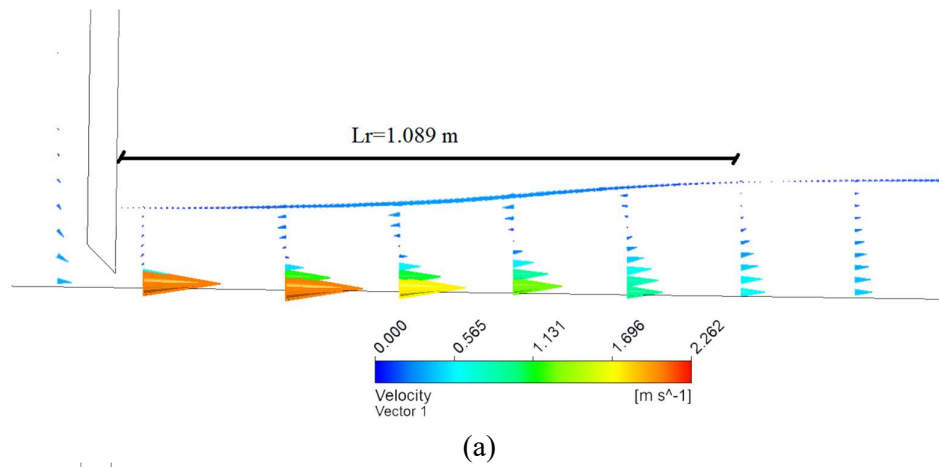 Lr=1.089 m
0.000
0.565
1.131
1.696
2.262
Velocity
Vector 1
[m s^-1]
(a)